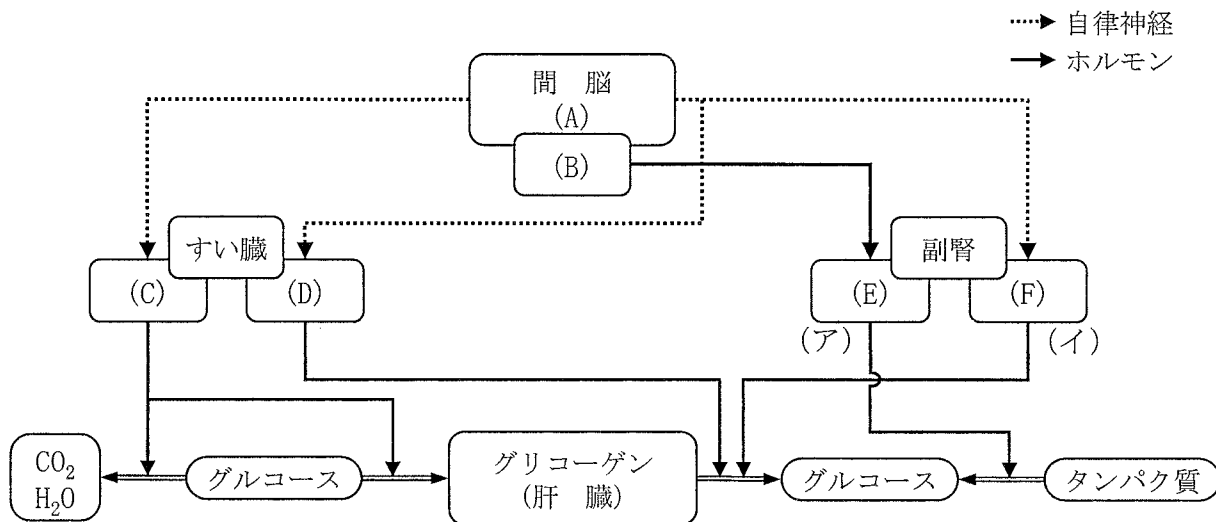 自律神経
ホルモン
間 脳
(A)
(B)
すい臓
(C)
(D)
副腎
(E)
(F)
(ア)
(イ)
CO₂
H₂O
グルコース
グリコーゲン
(肝 臓)
グルコース
タンパク質